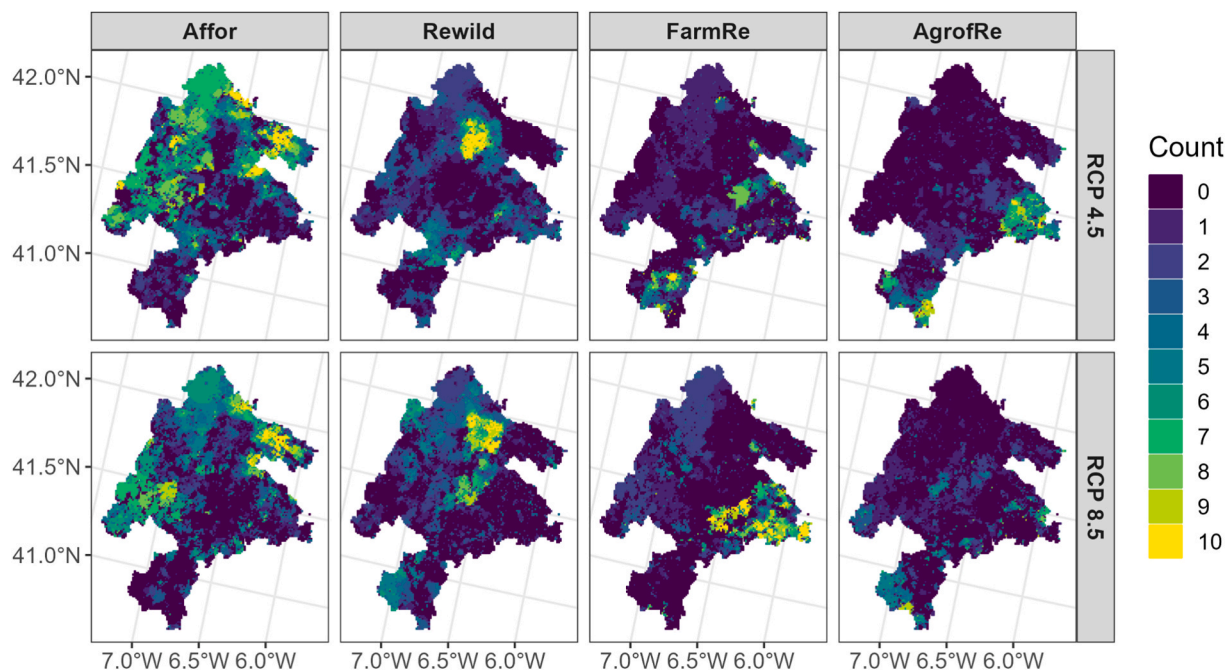 Affor Rewild FarmRe AgrofRe
42.0°N
41.5°N
41.0°N
RCP 4.5
42.0°N
41.5°N
41.0°N
RCP 8.5
7.0°W 6.5°W 6.0°W 7.0°W 6.5°W 6.0°W 7.0°W 6.5°W 6.0°W 7.0°W 6.5°W 6.0°W
Count
0
1
2
3
4
5
6
7
8
9
10